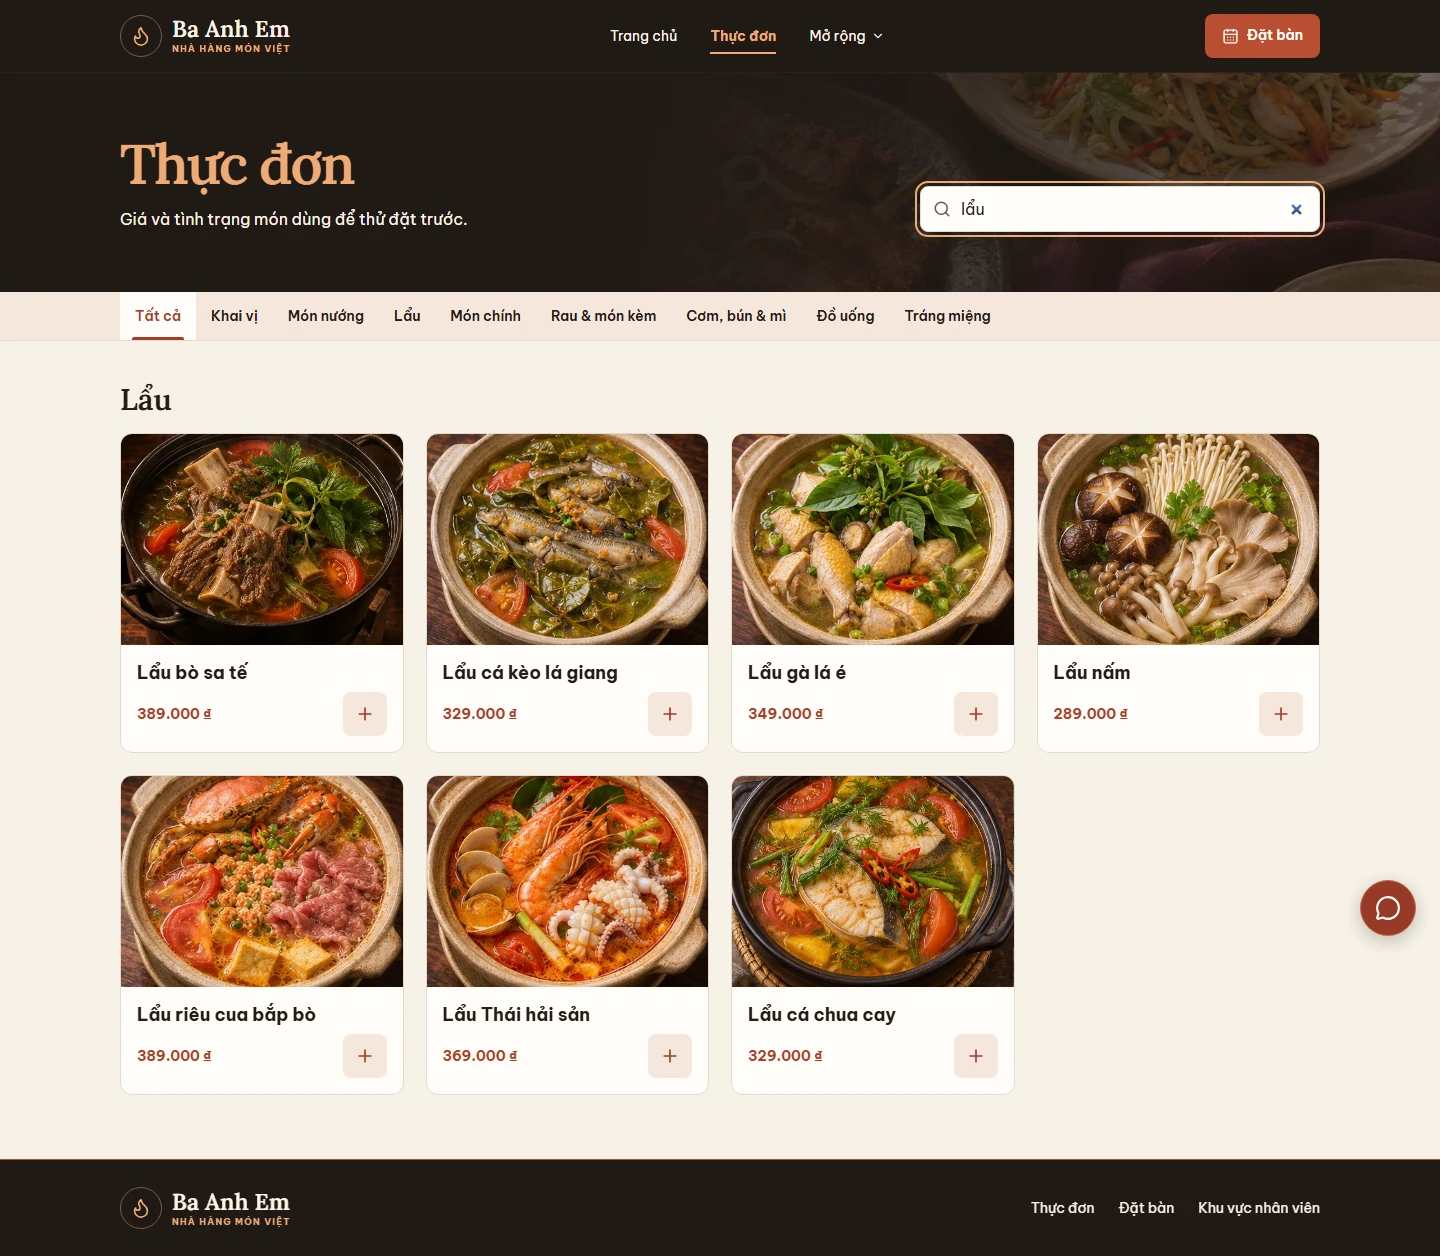 Ba Anh Em
NHÀ HÀNG MÓN VIỆT
Trang chủ
Thực đơn
Mở rộng
Đặt bàn
Thực đơn
Giá và tình trạng món dùng để thử đặt trước.
lẩu
Tất cả
Khai vị
Món nướng
Lẩu
Món chính
Rau & món kèm
Cơm, bún & mì
Đồ uống
Tráng miệng
Lẩu
Lẩu bò sa tế
389.000 ₫
Lẩu cá kèo lá giang
329.000 ₫
Lẩu gà lá é
349.000 ₫
Lẩu nấm
289.000 ₫
Lẩu riêu cua bắp bò
389.000 ₫
Lẩu Thái hải sản
369.000 ₫
Lẩu cá chua cay
329.000 ₫
Ba Anh Em
NHÀ HÀNG MÓN VIỆT
Thực đơn
Đặt bàn
Khu vực nhân viên